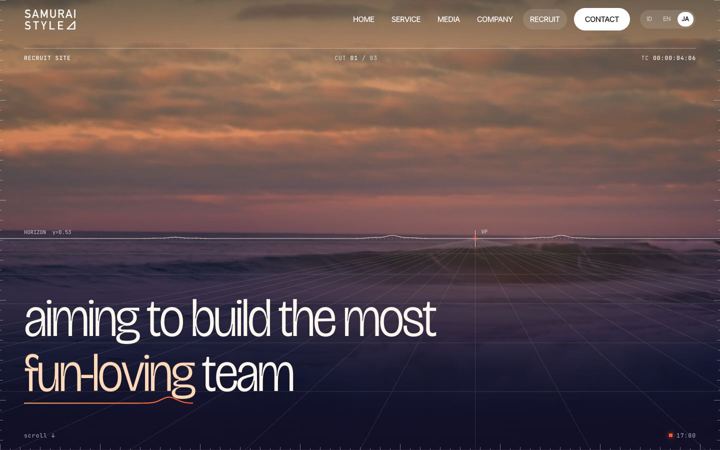 SAMURAI
STYLE
HOME SERVICE MEDIA COMPANY RECRUIT CONTACT ID EN JA
RECRUIT SITE CUT 01 / 03 TC 00:00:04:06
HORIZON y=0.53 VP
aiming to build the most
fun-loving team
scroll ↓ 17:00